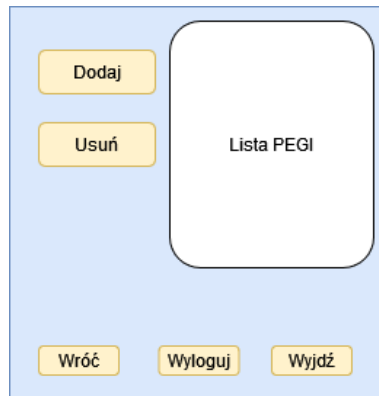 Dodaj
Usuń
Lista PEGI
Wróć
Wyloguj
Wyjdź